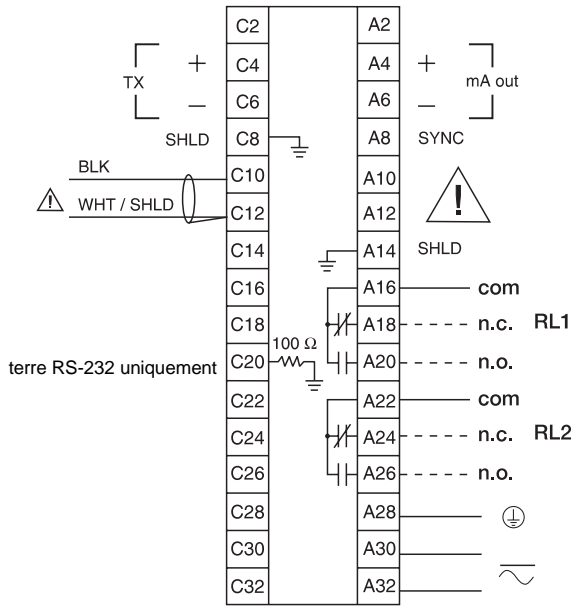 C2 A2
TX + C4 A4 + mA out
− C6 A6 −
SHLD C8 A8 SYNC
BLK C10 A10 !
! WHT / SHLD C12 A12
C14 A14 SHLD
C16 A16 com
C18 A18 n.c. RL1
100 Ω
terre RS-232 uniquement C20 A20 n.o.
C22 A22 com
C24 A24 n.c. RL2
C26 A26 n.o.
C28 A28
C30 A30
C32 A32